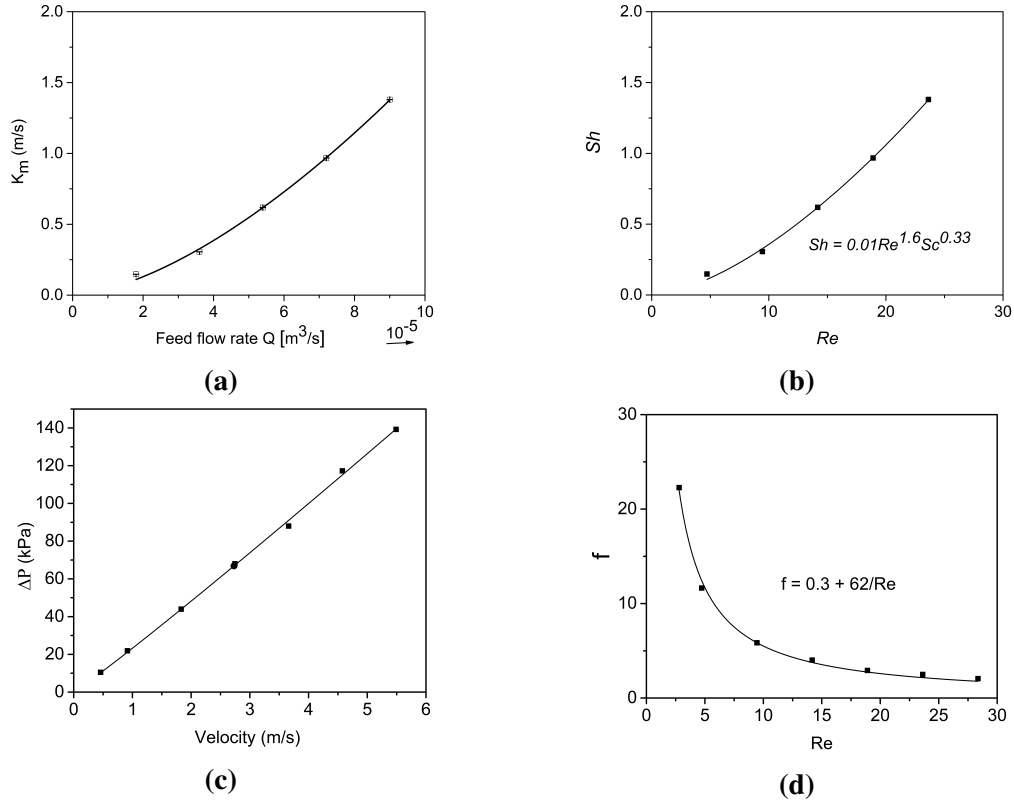 2.0
1.5
1.0
0.5
0.0
K_m (m/s)
0 2 4 6 8 10
Feed flow rate Q [m^3/s]
10^-5
(a)
2.0
1.5
1.0
0.5
0.0
Sh
Sh = 0.01Re^1.6Sc^0.33
0 10 20 30
Re
(b)
140
120
100
80
60
40
20
0
ΔP (kPa)
0 1 2 3 4 5 6
Velocity (m/s)
(c)
30
20
10
0
f
f = 0.3 + 62/Re
0 5 10 15 20 25 30
Re
(d)